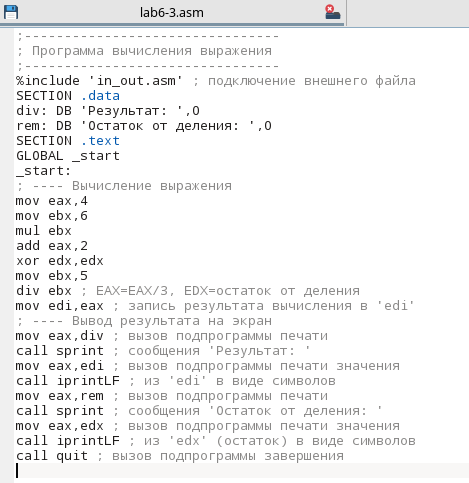 lab6-3.asm
;--------------------------------
; Программа вычисления выражения
;--------------------------------
%include 'in_out.asm' ; подключение внешнего файла
SECTION .data
div: DB 'Результат: ',0
rem: DB 'Остаток от деления: ',0
SECTION .text
GLOBAL _start
_start:
; ---- Вычисление выражения
mov eax,4
mov ebx,6
mul ebx
add eax,2
xor edx,edx
mov ebx,5
div ebx ; EAX=EAX/3, EDX=остаток от деления
mov edi,eax ; запись результата вычисления в 'edi'
; ---- Вывод результата на экран
mov eax,div ; вызов подпрограммы печати
call sprint ; сообщения 'Результат: '
mov eax,edi ; вызов подпрограммы печати значения
call iprintLF ; из 'edi' в виде символов
mov eax,rem ; вызов подпрограммы печати
call sprint ; сообщения 'Остаток от деления: '
mov eax,edx ; вызов подпрограммы печати значения
call iprintLF ; из 'edx' (остаток) в виде символов
call quit ; вызов подпрограммы завершения